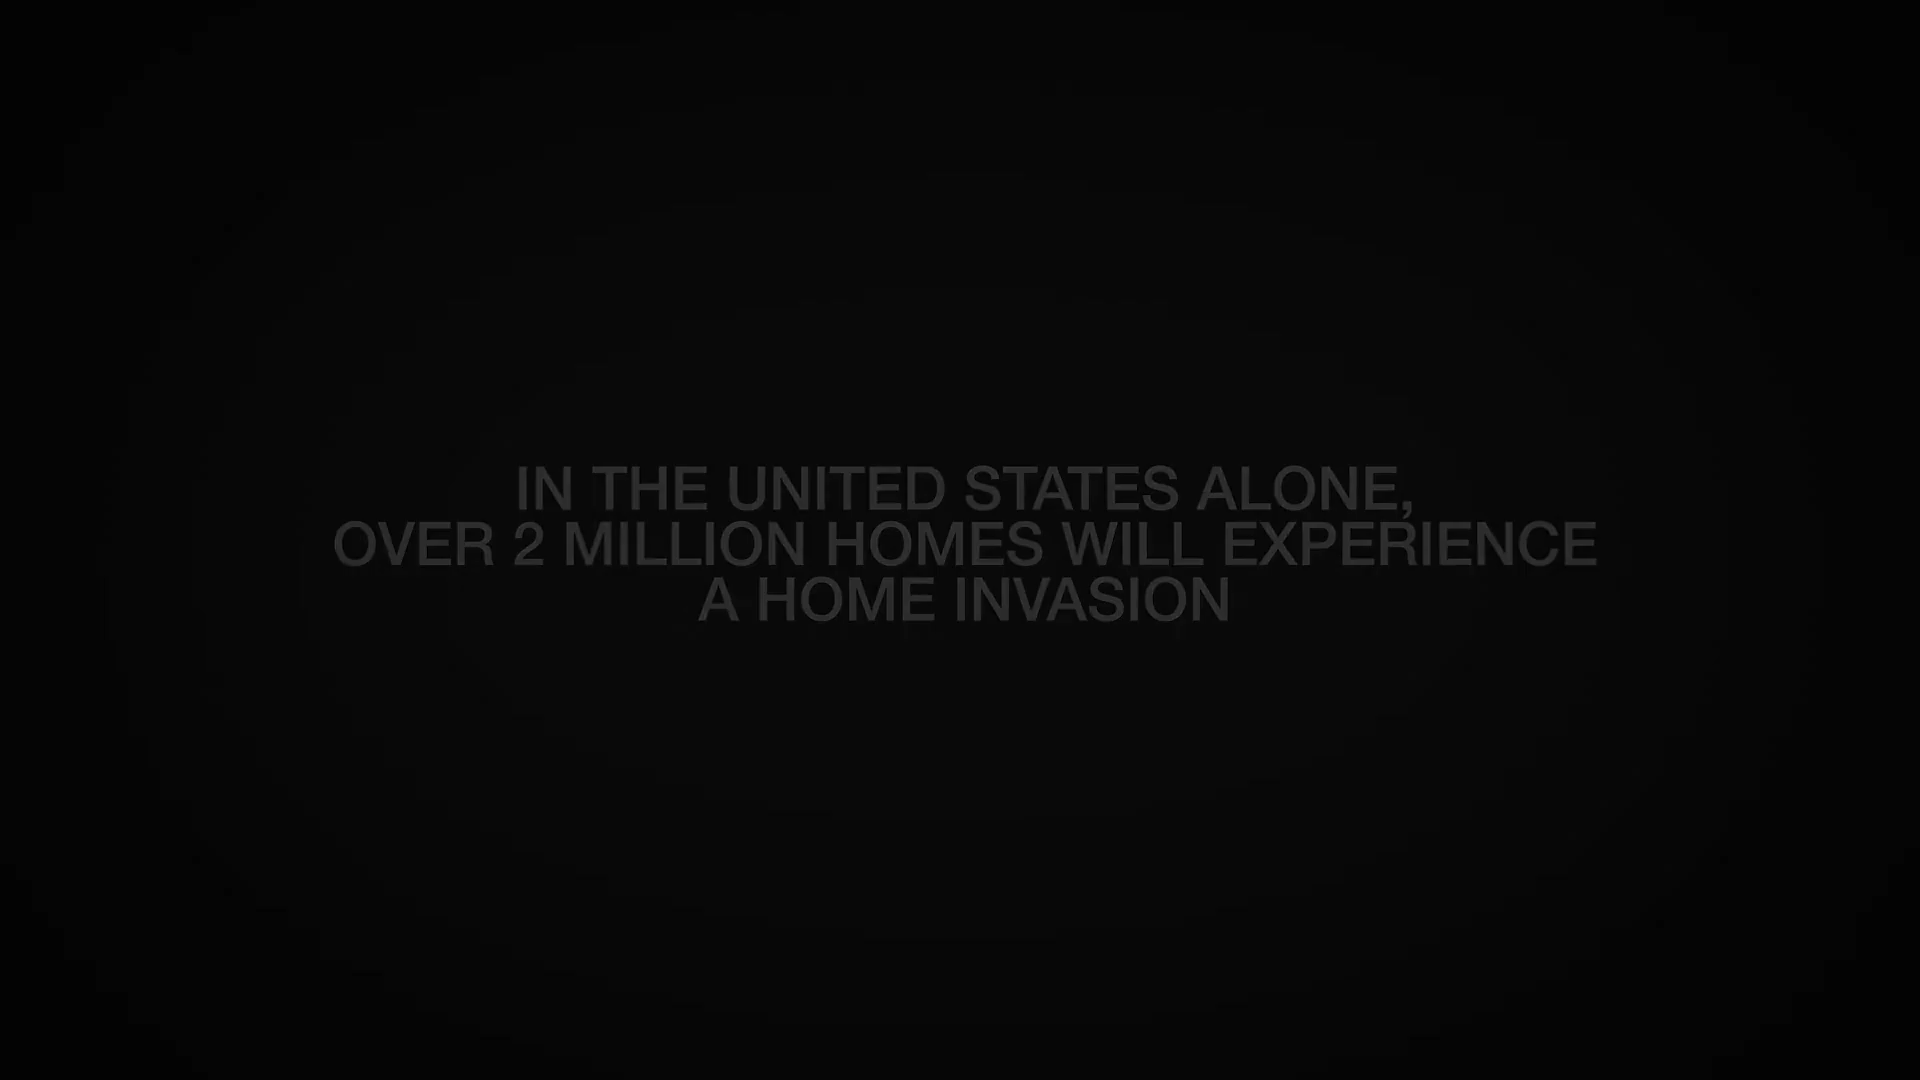 IN THE UNITED STATES ALONE,
OVER 2 MILLION HOMES WILL EXPERIENCE
A HOME INVASION